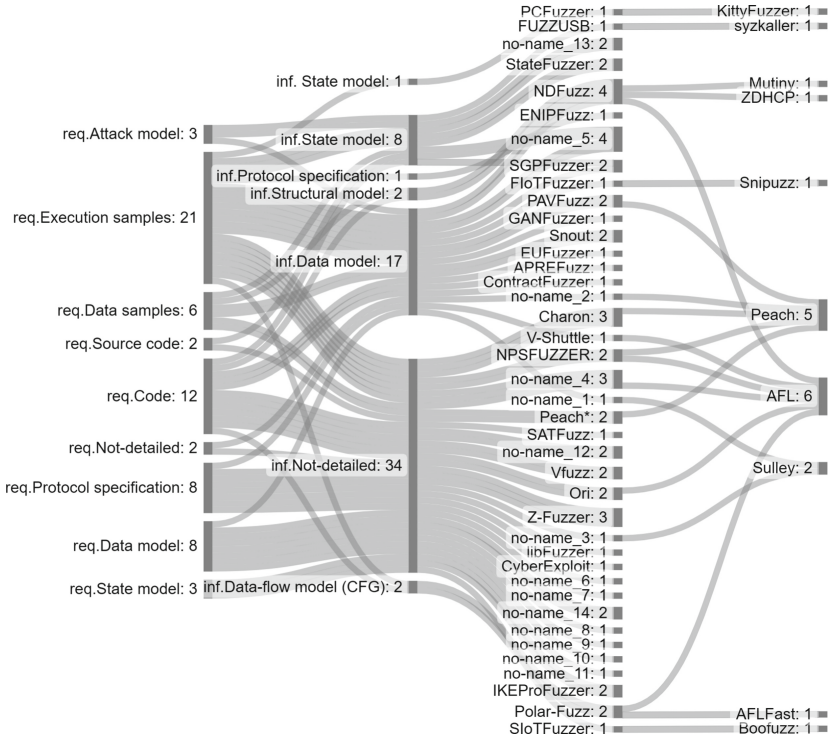 req.Attack model: 3
req.Execution samples: 21
req.Data samples: 6
req.Source code: 2
req.Code: 12
req.Not-detailed: 2
req.Protocol specification: 8
req.Data model: 8
req.State model: 3
inf. State model: 1
inf.State model: 8
inf.Protocol specification: 1
inf.Structural model: 2
inf.Data model: 17
inf.Not-detailed: 34
inf.Data-flow model (CFG): 2
PCFuzzer: 1
FUZZUSB: 1
no-name_13: 2
StateFuzzer: 2
NDFuzz: 4
ENIPFuzz: 1
no-name_5: 4
SGPFuzzer: 2
FIoTFuzzer: 1
PAVFuzz: 2
GANFuzzer: 1
Snout: 2
EUFuzzer: 1
APREFuzz: 1
ContractFuzzer: 1
no-name_2: 1
Charon: 3
V-Shuttle: 1
NPSFUZZER: 2
no-name_4: 3
no-name_1: 1
Peach*: 2
SATFuzz: 1
no-name_12: 2
Vfuzz: 2
Ori: 2
Z-Fuzzer: 3
no-name_3: 1
libFuzzer: 1
CyberExploit: 1
no-name_6: 1
no-name_7: 1
no-name_14: 2
no-name_8: 1
no-name_9: 1
no-name_10: 1
no-name_11: 1
IKEProFuzzer: 2
Polar-Fuzz: 2
SIoTFuzzer: 1
KittyFuzzer: 1
syzkaller: 1
Mutiny: 1
ZDHCP: 1
Snipuzz: 1
Peach: 5
AFL: 6
Sulley: 2
AFLFast: 1
Boofuzz: 1